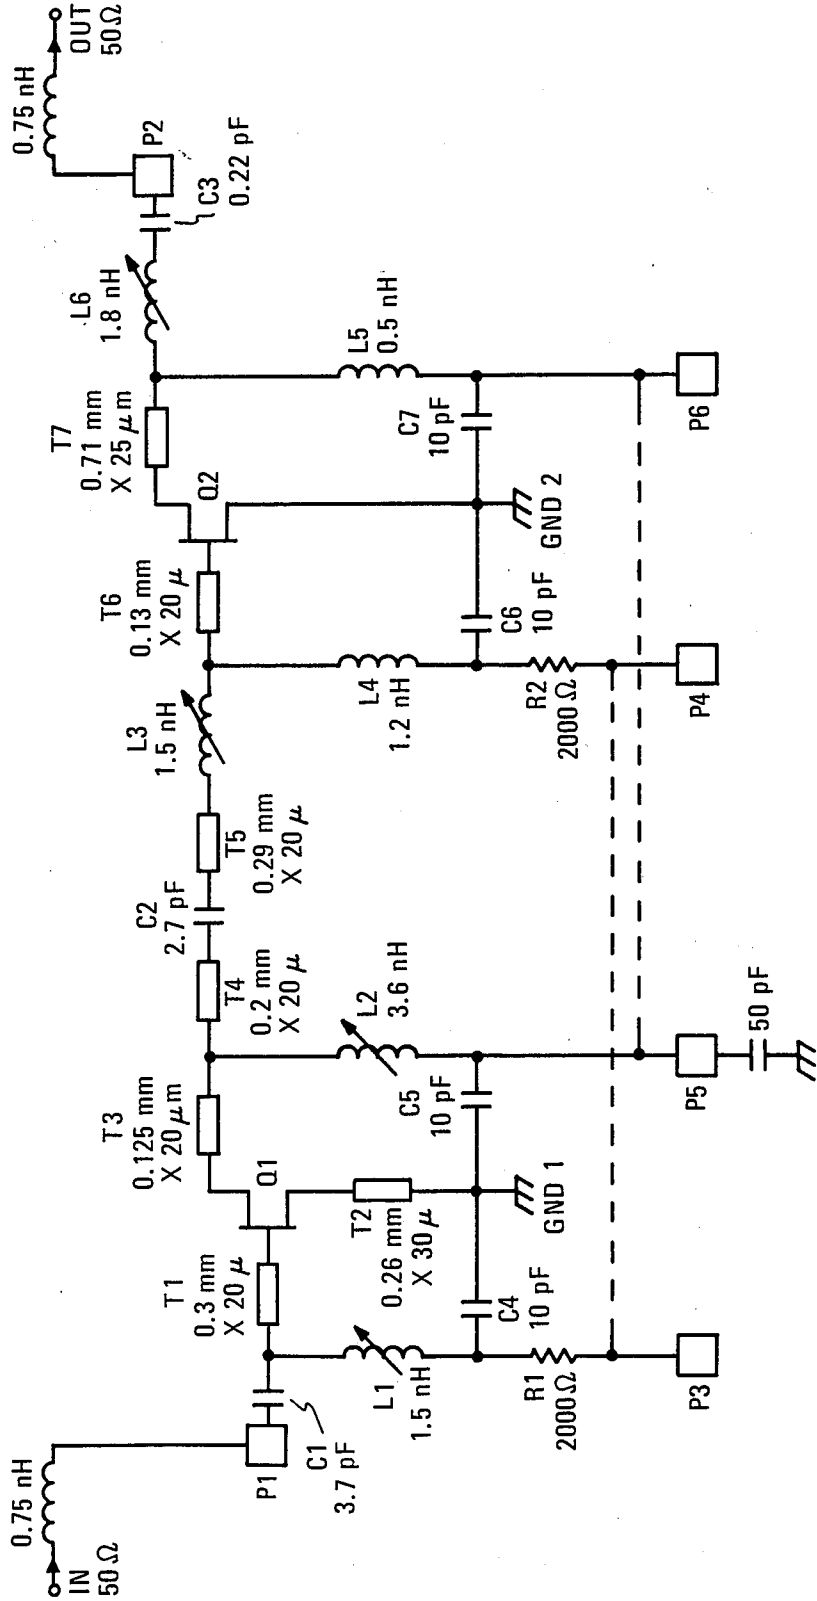 IN
50Ω
0.75 nH
P1
C1
3.7 pF
L1
1.5 nH
T1
0.3 mm
X 20 μ
C4
10 pF
R1
2000Ω
P3
Q1
T2
0.26 mm
X 30 μ
GND 1
T3
0.125 mm
X 20 μm
C5
10 pF
L2
3.6 nH
P5
50 pF
T4
0.2 mm
X 20 μ
C2
2.7 pF
T5
0.29 mm
X 20 μ
L3
1.5 nH
L4
1.2 nH
R2
2000 Ω
P4
T6
0.13 mm
X 20 μ
Q2
C6
10 pF
GND 2
T7
0.71 mm
X 25 μm
C7
10 pF
L5
0.5 nH
P6
L6
1.8 nH
C3
0.22 pF
P2
0.75 nH
OUT
50Ω